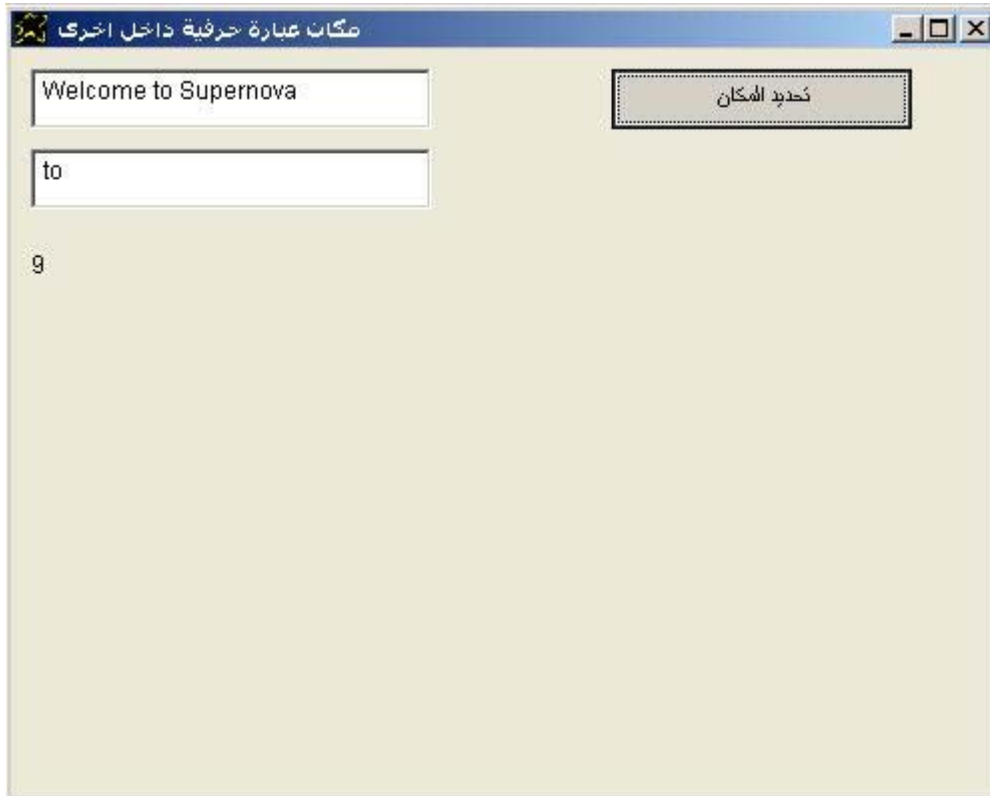 مكان عبارة حرفية داخل اخرى
Welcome to Supernova
تحديد المكان
to
9